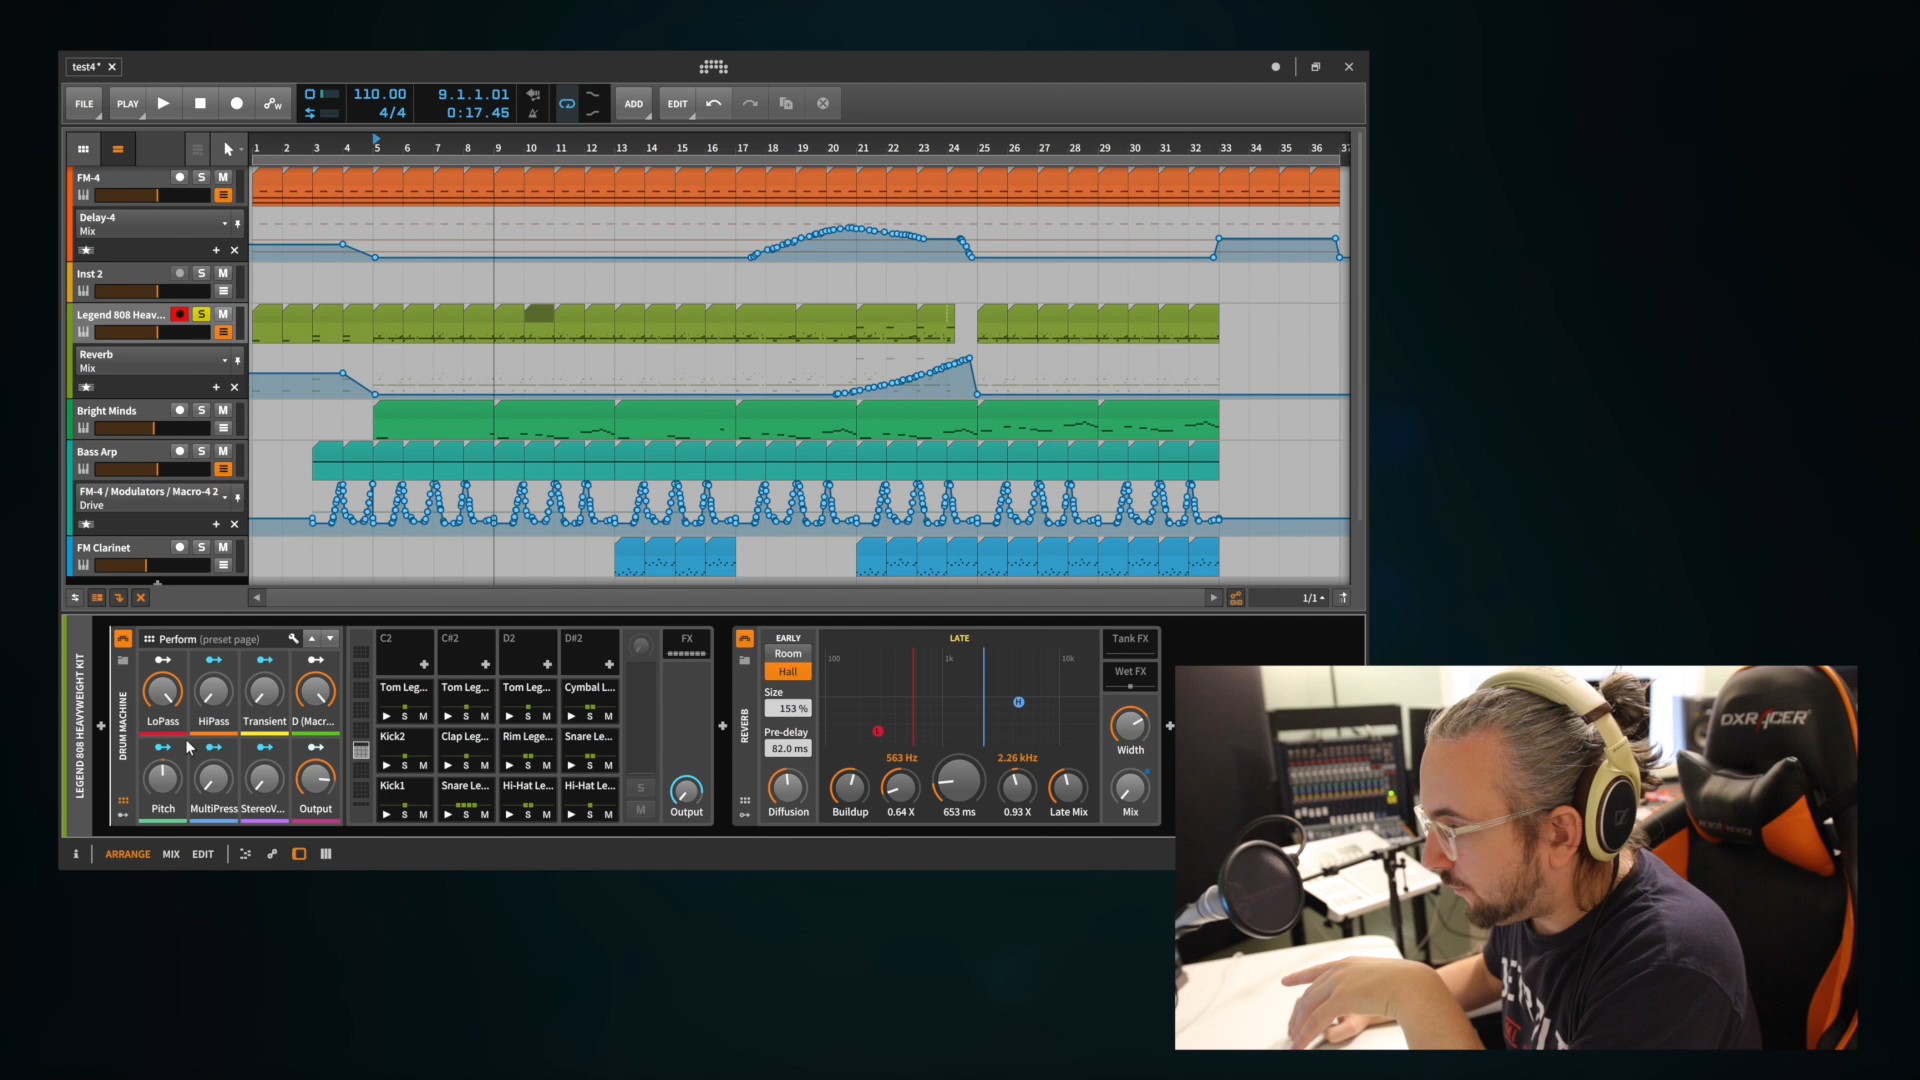 test4*
FILE PLAY 110.00 4/4 9.1.1.01 0:17.45 ADD EDIT
1 2 3 4 5 6 7 8 9 10 11 12 13 14 15 16 17 18 19 20 21 22 23 24 25 26 27 28 29 30 31 32 33 34 35 36 37
FM-4 S M
Delay-4
Mix
Inst 2 S M
Legend 808 Heav... S M
Reverb
Mix
Bright Minds S M
Bass Arp S M
FM-4 / Modulators / Macro-4 2
Drive
FM Clarinet S M
1/1
LEGEND 808 HEAVYWEIGHT KIT
DRUM MACHINE
Perform (preset page)
LoPass HiPass Transient D (Macr...
Pitch MultiPress StereoV... Output
C2 C#2 D2 D#2
Tom Leg... Tom Leg... Tom Leg... Cymbal L...
S M S M S M S M
Kick2 Clap Leg... Rim Lege... Snare Le...
S M S M S M S M
Kick1 Snare Le... Hi-Hat Le... Hi-Hat Le...
S M S M S M S M
S
M
FX
Output
REVERB
EARLY
Room
Hall
Size
153 %
Pre-delay
82.0 ms
Diffusion
LATE
100 1k 10k
L H
563 Hz 2.26 kHz
Buildup 0.64 X 653 ms 0.93 X Late Mix
Tank FX
Wet FX
Width
Mix
ARRANGE MIX EDIT
DXRACER